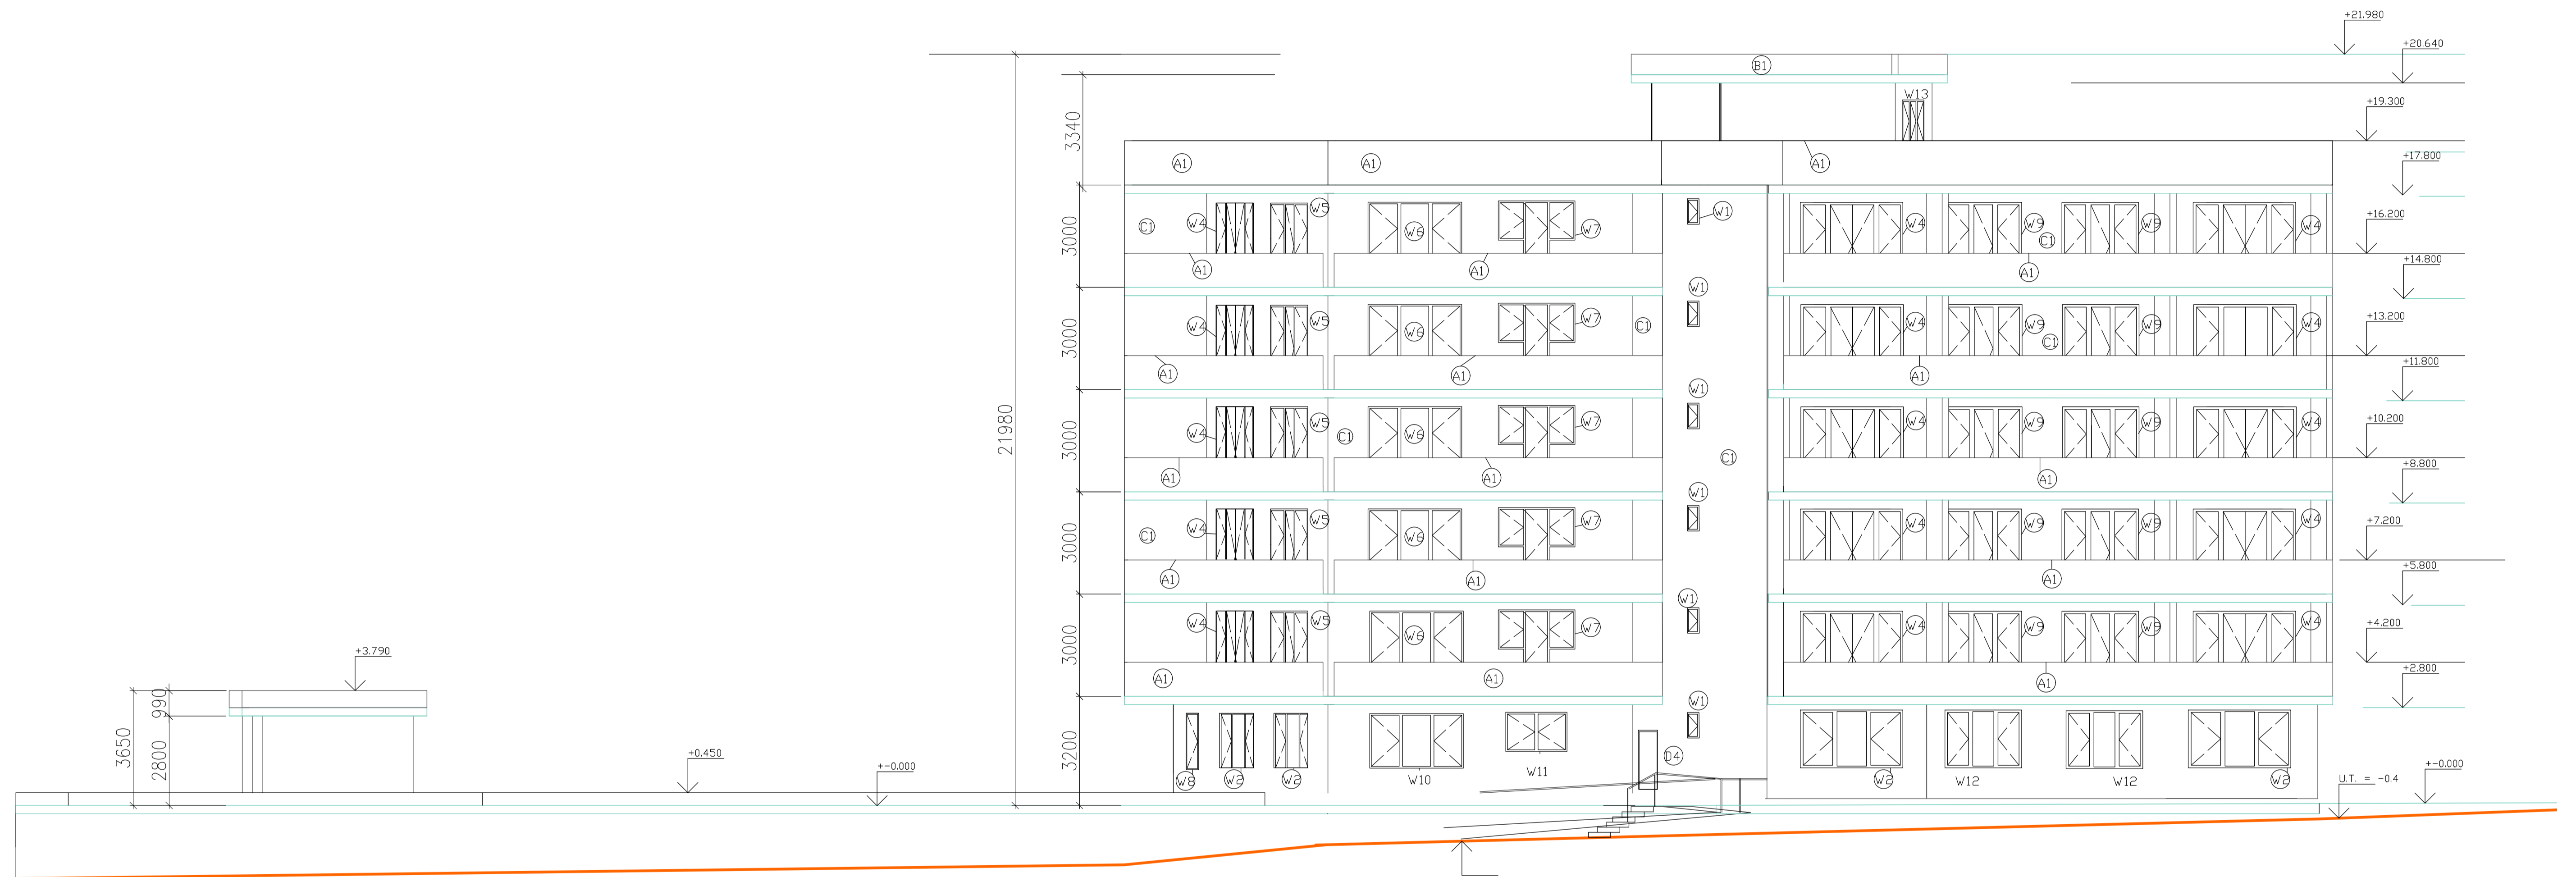 +21.980
+20.640
B1
W13
+19.300
3340
A1
A1
A1
+17.800
C1
W4
W5
W6
W7
W1
W4
W9
C1
W9
W4
+16.200
3000
A1
A1
A1
+14.800
W1
W4
W5
W6
W7
C1
W4
W9
C1
W9
W4
+13.200
3000
A1
A1
A1
+11.800
W1
21980
W4
W5
C1
W6
W7
W4
W9
W9
W4
+10.200
3000
C1
A1
A1
A1
+8.800
W1
C1
W4
W5
W6
W7
W4
W9
W9
W4
+7.200
3000
A1
A1
A1
+5.800
W1
W4
W5
W6
W7
W4
W9
W9
W4
+4.200
3000
+3.790
A1
A1
A1
+2.800
990
W1
3650
2800
+0.450
+-0.000
3200
W8
W2
W2
W10
W11
D4
W2
W12
W12
W2
U.T. = -0.4
+-0.000